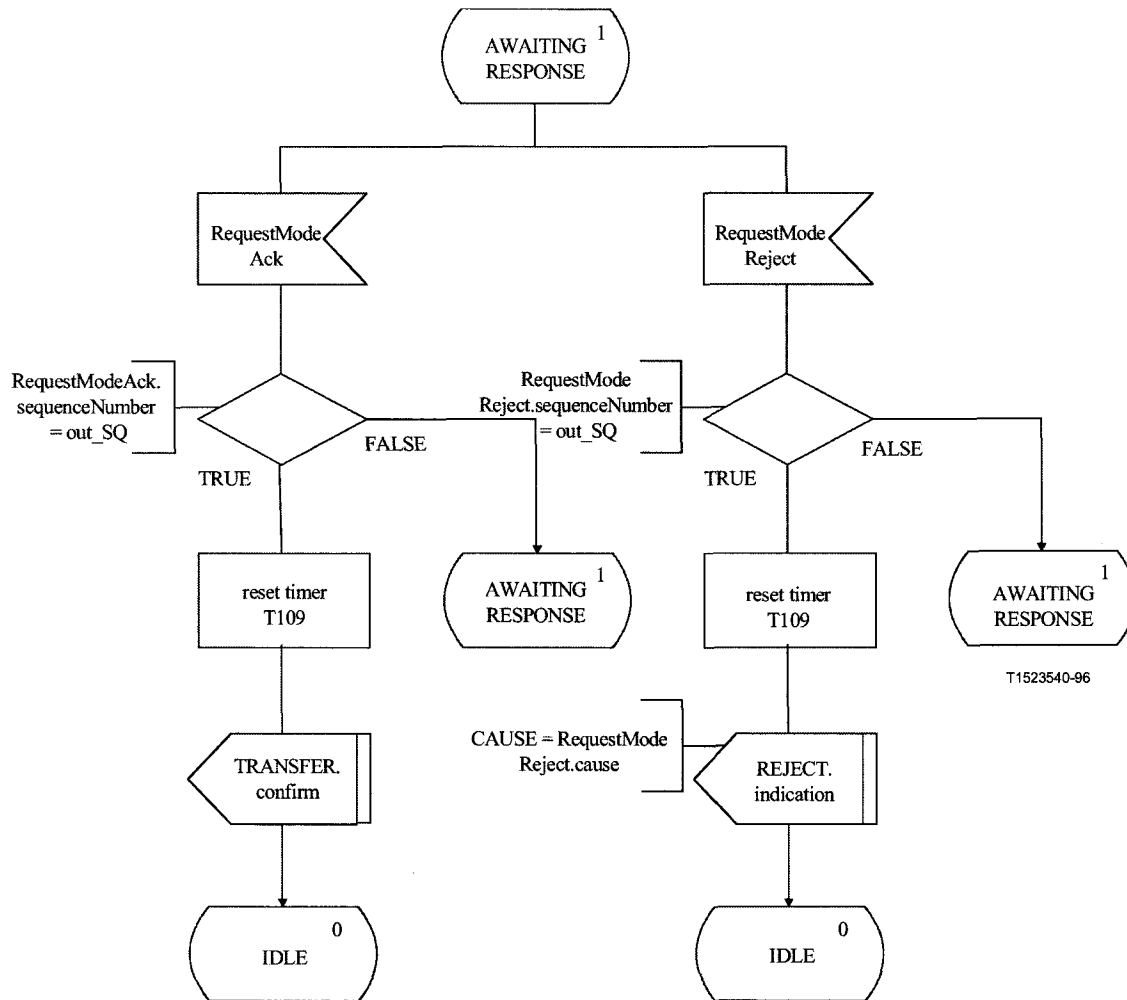 1
AWAITING
RESPONSE
RequestMode
Ack
RequestMode
Reject
RequestModeAck.
sequenceNumber
= out_SQ
FALSE
TRUE
RequestMode
Reject.sequenceNumber
= out_SQ
FALSE
TRUE
reset timer
T109
1
AWAITING
RESPONSE
reset timer
T109
1
AWAITING
RESPONSE
T1523540-96
TRANSFER.
confirm
CAUSE = RequestMode
Reject.cause
REJECT.
indication
0
IDLE
0
IDLE